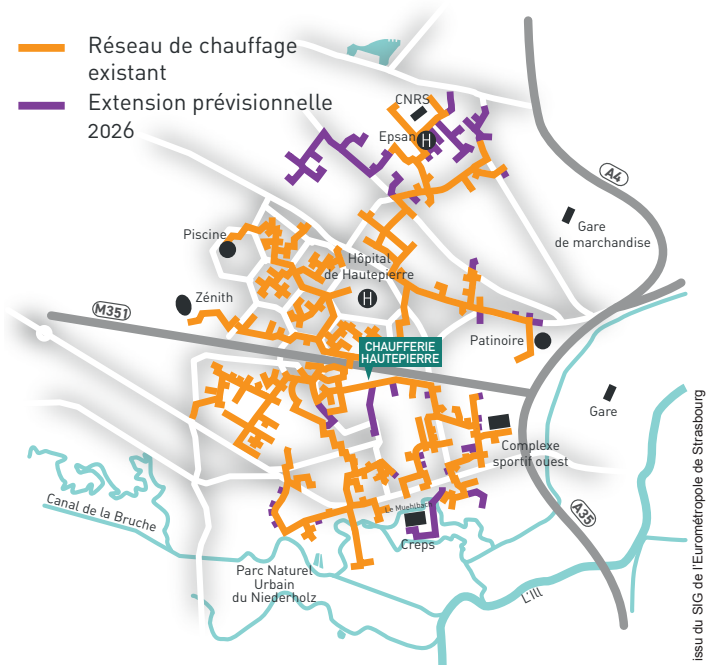 Réseau de chauffage
existant
Extension prévisionnelle
2026
CNRS
Epsan
H
A4
Gare
de marchandise
Piscine
Hôpital
de Hautepierre
H
Zénith
M351
Patinoire
CHAUFFERIE
HAUTEPIERRE
Gare
Complexe
sportif ouest
Canal de la Bruche
Le Muehlbach
A35
Creps
Parc Naturel
Urbain
du Niederholz
L'Ill
issu du SIG de l'Eurométropole de Strasbourg